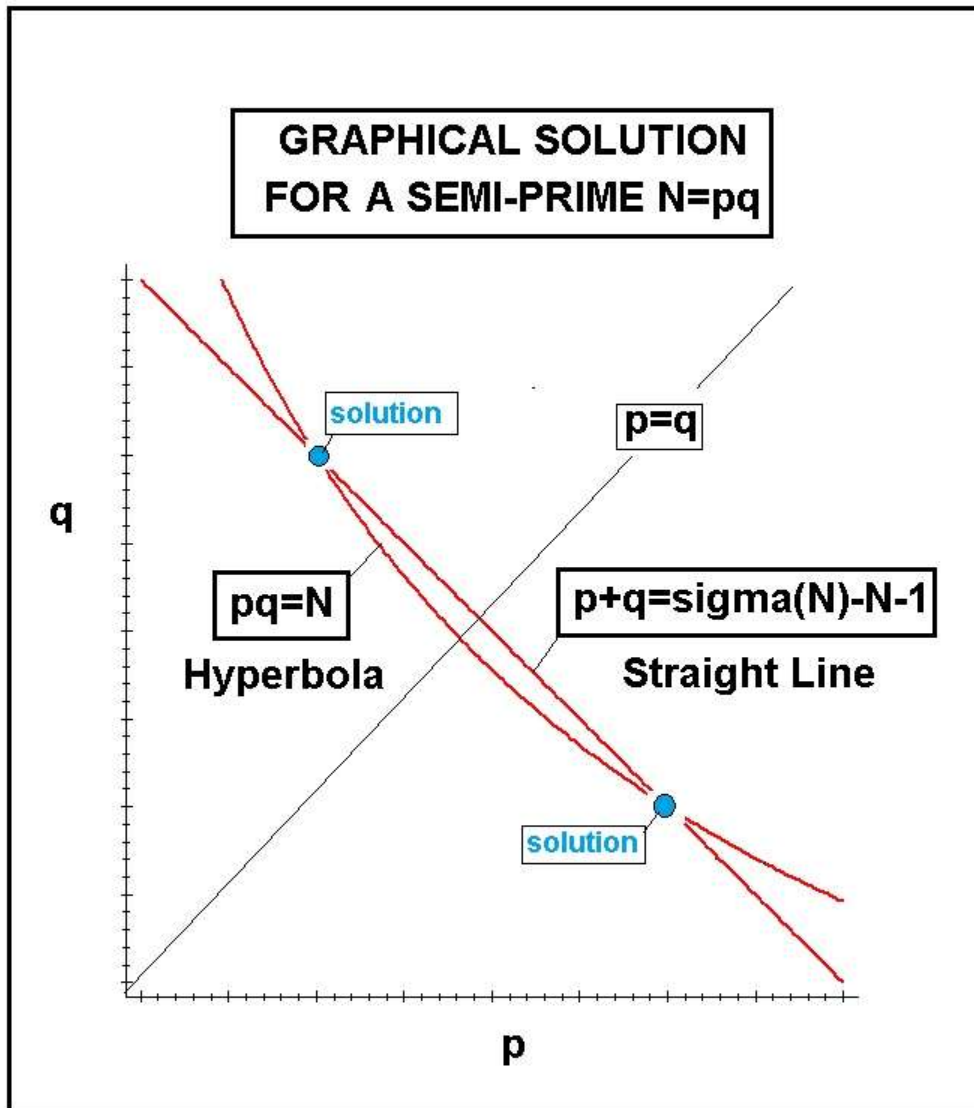 GRAPHICAL SOLUTION
FOR A SEMI-PRIME N=pq
solution
p=q
q
pq=N
p+q=sigma(N)-N-1
Hyperbola
Straight Line
solution
p